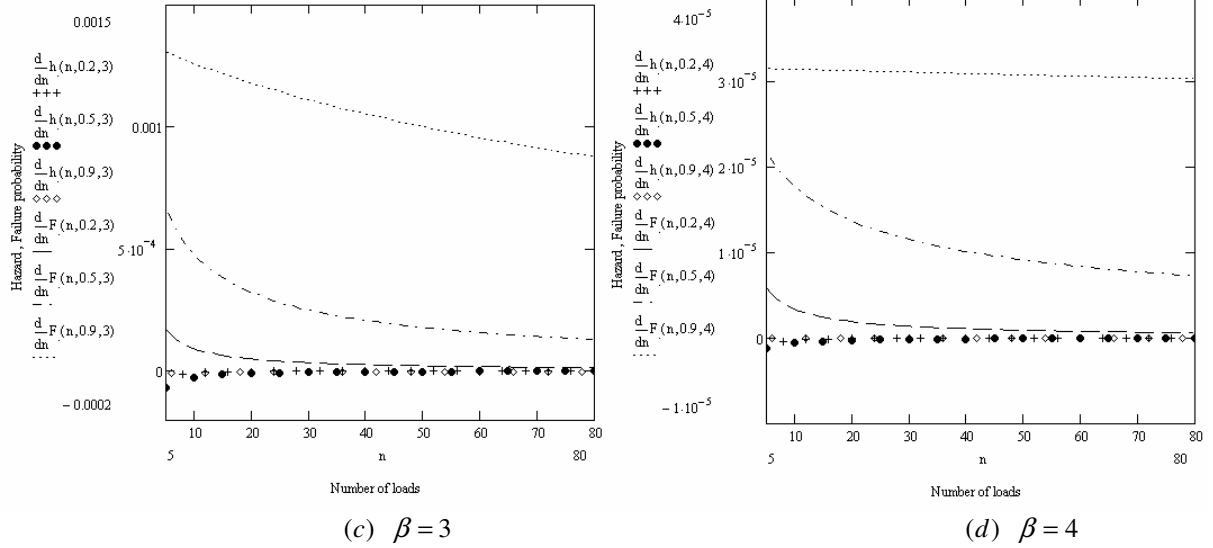 0.0015
d/dn h(n,0.2,3)
+++
d/dn h(n,0.5,3)
●●●
d/dn h(n,0.9,3)
◇◇◇
d/dn F(n,0.2,3)
d/dn F(n,0.5,3)
d/dn F(n,0.9,3)
− 0.0002
Hazard , Failure probability
0.001
5·10⁻⁴
0
10 20 30 40 50 60 70 80
5 n 80
Number of loads
(c) β = 3
4·10⁻⁵
d/dn h(n,0.2,4)
+++
d/dn h(n,0.5,4)
●●●
d/dn h(n,0.9,4)
◇◇◇
d/dn F(n,0.2,4)
d/dn F(n,0.5,4)
d/dn F(n,0.9,4)
− 1·10⁻⁵
Hazard , Failure probability
3·10⁻⁵
2·10⁻⁵
1·10⁻⁵
0
10 20 30 40 50 60 70 80
5 n 80
Number of loads
(d) β = 4